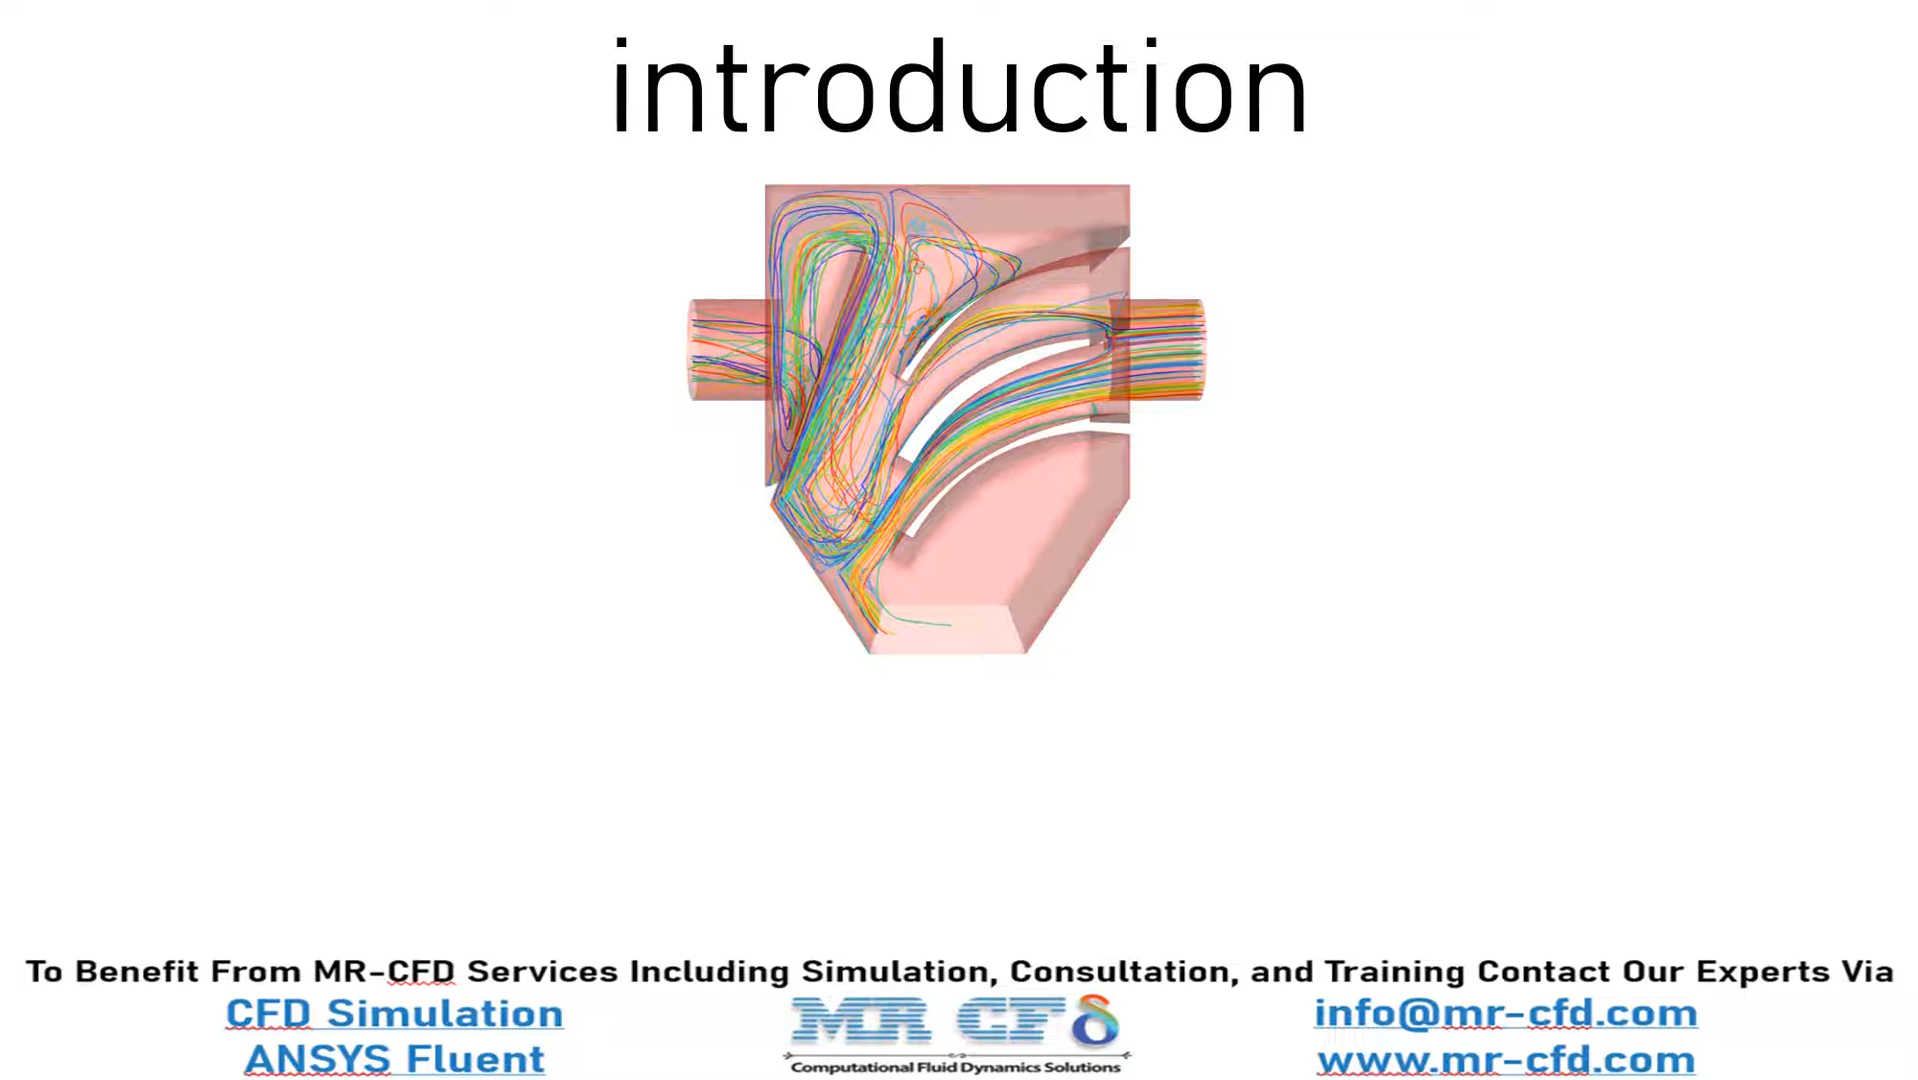 introduction
To Benefit From MR-CFD Services Including Simulation, Consultation, and Training Contact Our Experts Via
CFD Simulation
ANSYS Fluent
MR CFδ
Computational Fluid Dynamics Solutions
info@mr-cfd.com
www.mr-cfd.com